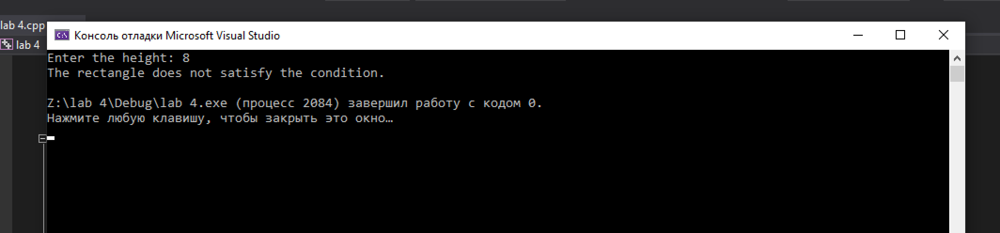 lab 4.cpp
Консоль отладки Microsoft Visual Studio
lab 4
Enter the height: 8
The rectangle does not satisfy the condition.
Z:\lab 4\Debug\lab 4.exe (процесс 2084) завершил работу с кодом 0.
Нажмите любую клавишу, чтобы закрыть это окно…